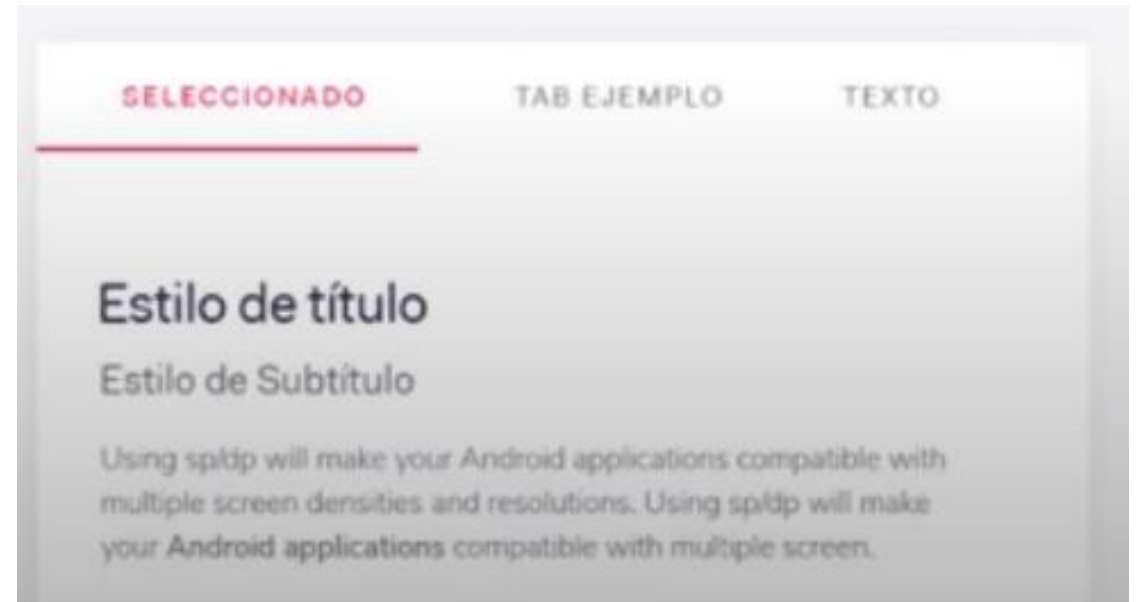 SELECCIONADO TAB EJEMPLO TEXTO
Estilo de título
Estilo de Subtítulo
Using sp/dp will make your Android applications compatible with
multiple screen densities and resolutions. Using sp/dp will make
your Android applications compatible with multiple screen.